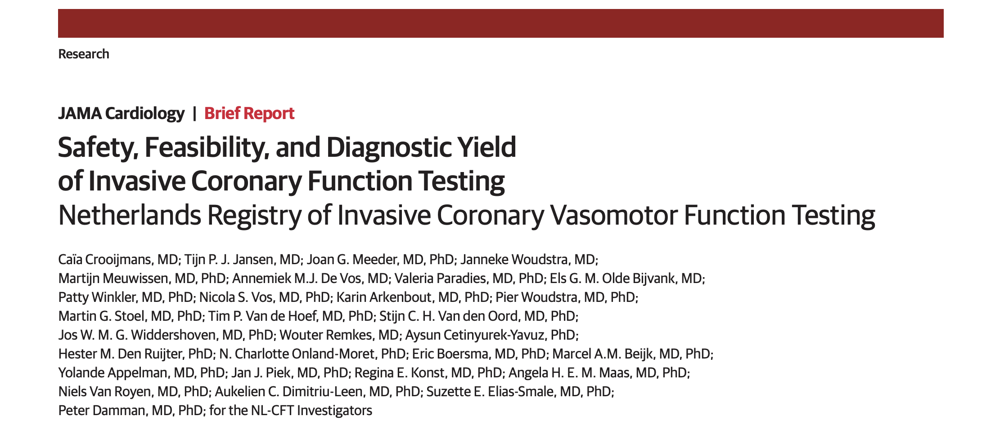 Research
JAMA Cardiology | Brief Report
Safety, Feasibility, and Diagnostic Yield
of Invasive Coronary Function Testing
Netherlands Registry of Invasive Coronary Vasomotor Function Testing
Caïa Crooijmans, MD; Tijn P. J. Jansen, MD; Joan G. Meeder, MD, PhD; Janneke Woudstra, MD;
Martijn Meuwissen, MD, PhD; Annemiek M.J. De Vos, MD; Valeria Paradies, MD, PhD; Els G. M. Olde Bijvank, MD;
Patty Winkler, MD, PhD; Nicola S. Vos, MD, PhD; Karin Arkenbout, MD, PhD; Pier Woudstra, MD, PhD;
Martin G. Stoel, MD, PhD; Tim P. Van de Hoef, MD, PhD; Stijn C. H. Van den Oord, MD, PhD;
Jos W. M. G. Widdershoven, MD, PhD; Wouter Remkes, MD; Aysun Cetinyurek-Yavuz, PhD;
Hester M. Den Ruijter, PhD; N. Charlotte Onland-Moret, PhD; Eric Boersma, MD, PhD; Marcel A.M. Beijk, MD, PhD;
Yolande Appelman, MD, PhD; Jan J. Piek, MD, PhD; Regina E. Konst, MD, PhD; Angela H. E. M. Maas, MD, PhD;
Niels Van Royen, MD, PhD; Aukelien C. Dimitriu-Leen, MD, PhD; Suzette E. Elias-Smale, MD, PhD;
Peter Damman, MD, PhD; for the NL-CFT Investigators